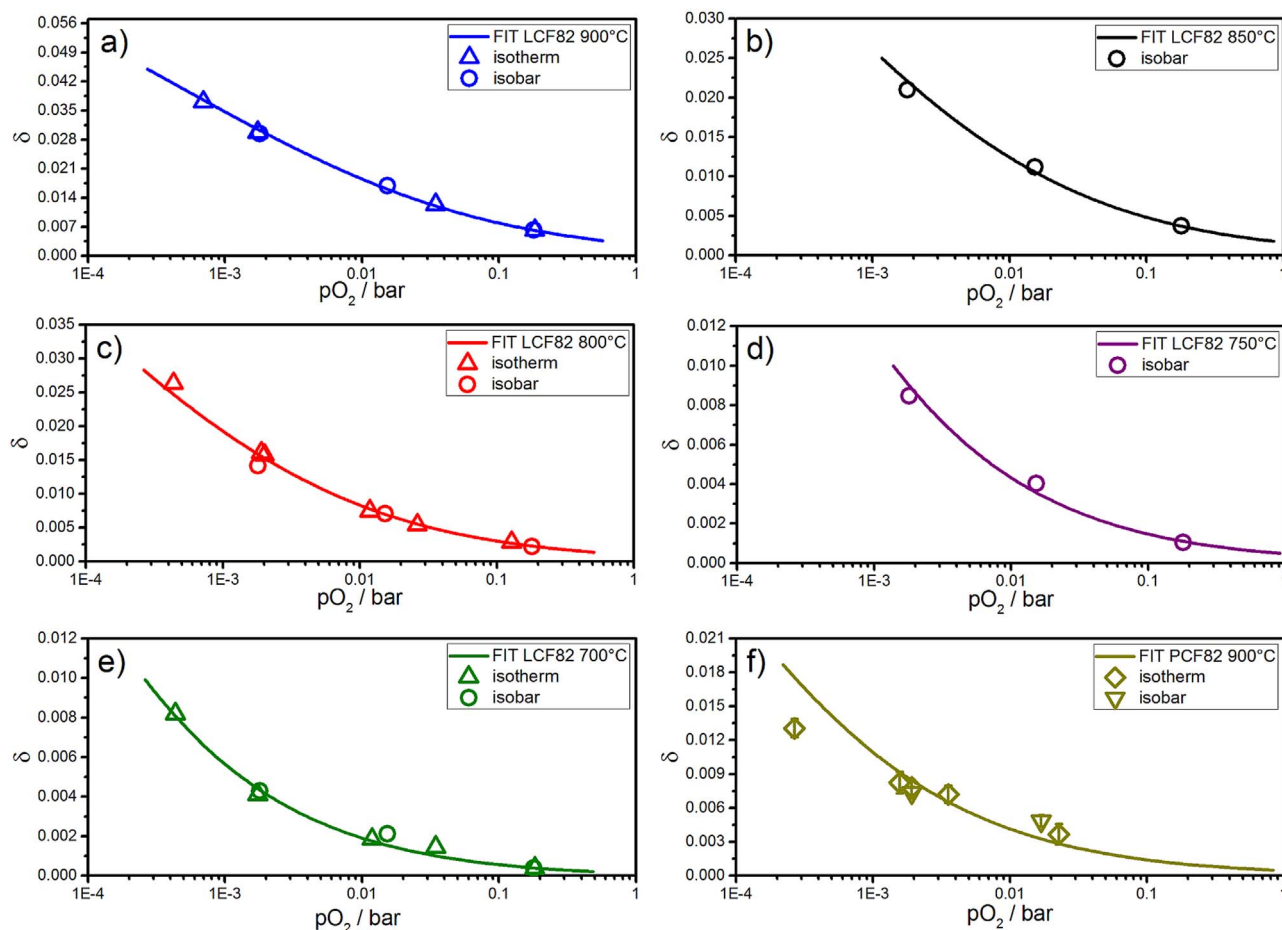 a)
FIT LCF82 900°C
isotherm
isobar
0.056
0.049
0.042
0.035
0.028
0.021
0.014
0.007
0.000
δ
1E-4 1E-3 0.01 0.1 1
pO2 / bar
b)
FIT LCF82 850°C
isobar
0.030
0.025
0.020
0.015
0.010
0.005
0.000
δ
1E-4 1E-3 0.01 0.1 1
pO2 / bar
c)
FIT LCF82 800°C
isotherm
isobar
0.035
0.030
0.025
0.020
0.015
0.010
0.005
0.000
δ
1E-4 1E-3 0.01 0.1 1
pO2 / bar
d)
FIT LCF82 750°C
isobar
0.012
0.010
0.008
0.006
0.004
0.002
0.000
δ
1E-4 1E-3 0.01 0.1 1
pO2 / bar
e)
FIT LCF82 700°C
isotherm
isobar
0.012
0.010
0.008
0.006
0.004
0.002
0.000
δ
1E-4 1E-3 0.01 0.1 1
pO2 / bar
f)
FIT PCF82 900°C
isotherm
isobar
0.021
0.018
0.015
0.012
0.009
0.006
0.003
0.000
δ
1E-4 1E-3 0.01 0.1 1
pO2 / bar